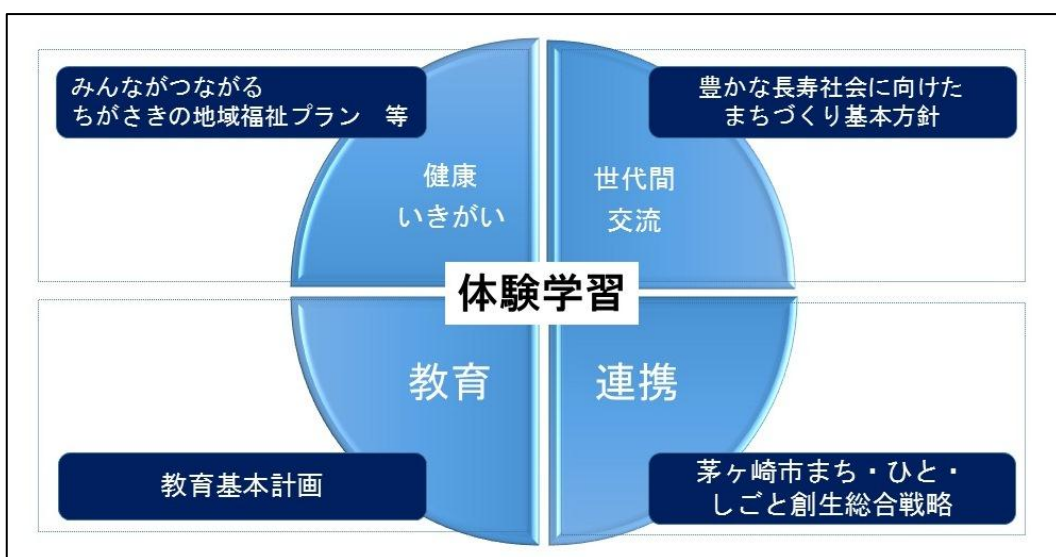 みんながつながる
ちがさきの地域福祉プラン　等
豊かな長寿社会に向けた
まちづくり基本方針
健康
いきがい
世代間
交流
体験学習
教育
連携
教育基本計画
茅ヶ崎市まち・ひと・
しごと創生総合戦略